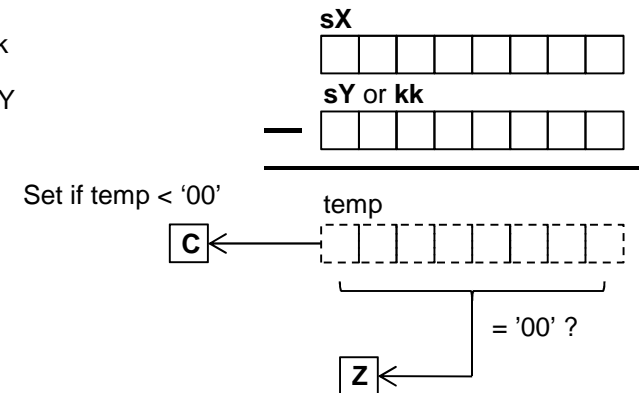 sX
k
sY or kk
Y
Set if temp < ‘00’
temp
C
= ’00’ ?
Z